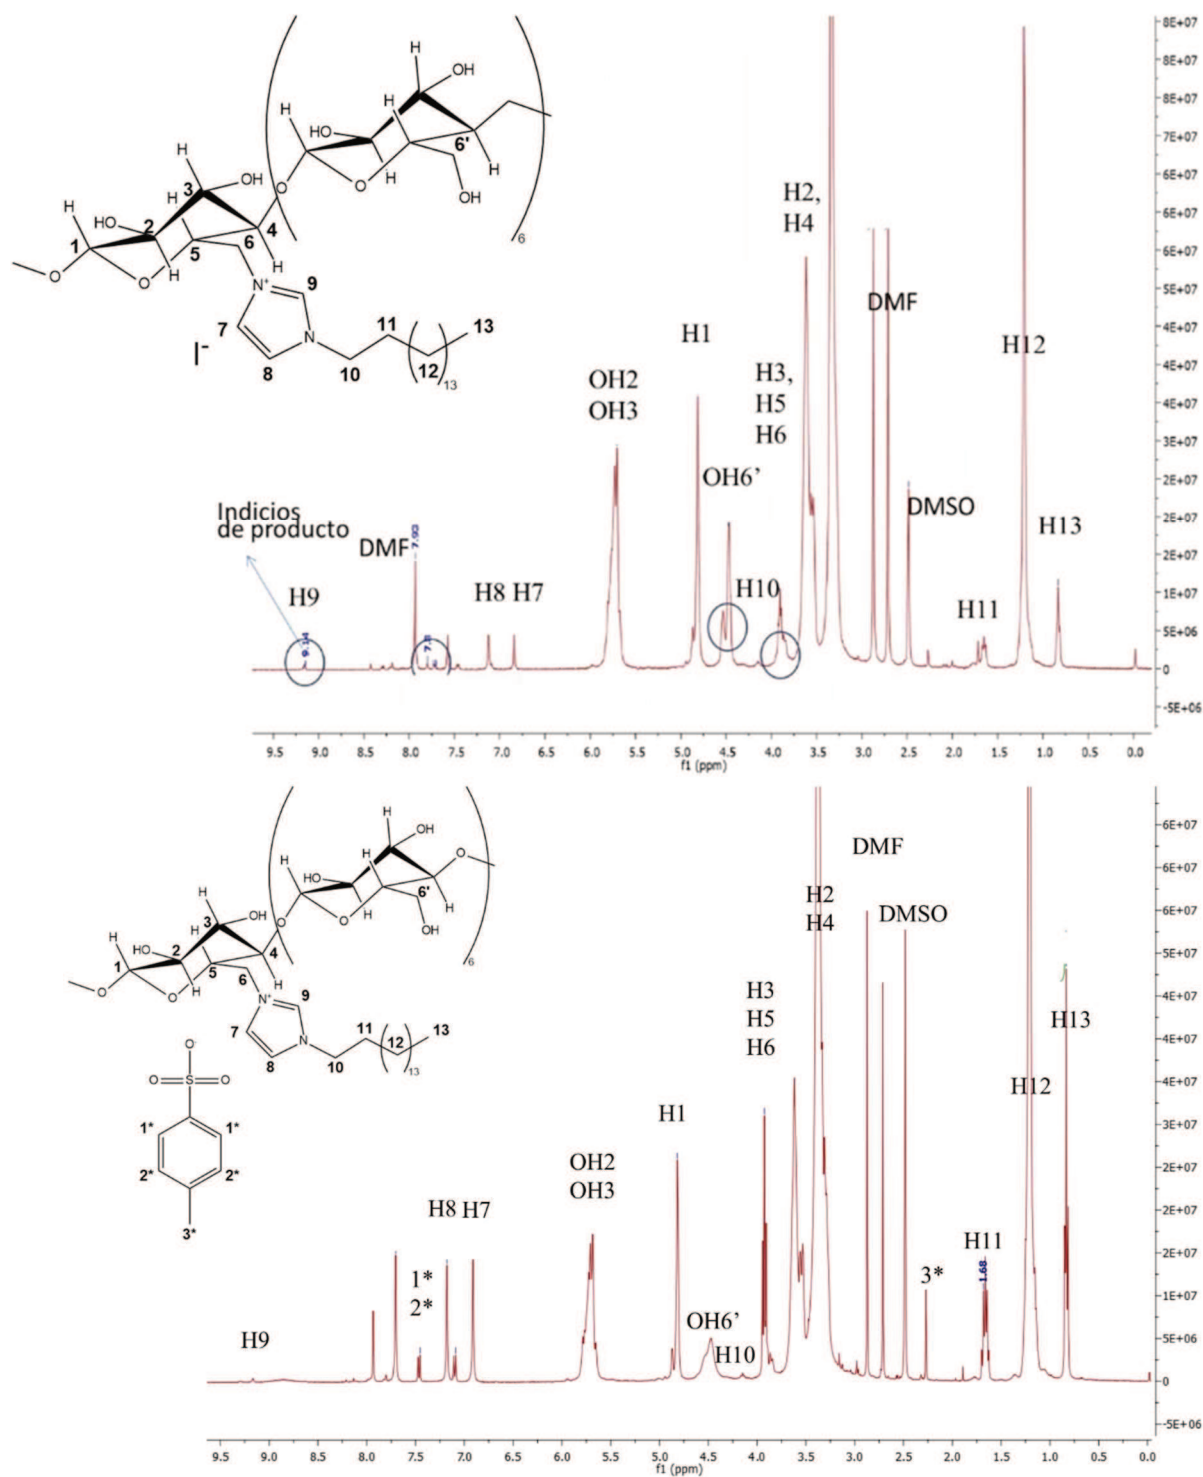 H
OH
HO
H
H
H
O
O
6'
H
OH
6
H
3
OH
H
H
HO
2
4
1
5
6
H
O
H
O
N+
9
7
N
11
13
8
10
12
13
I-
H2,
H4
DMF
H1
H12
OH2
OH3
H3,
H5
H6
OH6'
DMSO
Indicios
de producto
DMF
7.93
H13
H9
H8 H7
H10
H11
9.14
7.8
8E+07
8E+07
8E+07
7E+07
6E+07
6E+07
6E+07
5E+07
4E+07
4E+07
4E+07
3E+07
2E+07
2E+07
2E+07
1E+07
5E+06
0
-5E+06
9.5 9.0 8.5 8.0 7.5 7.0 6.5 6.0 5.5 5.0 4.5 4.0 3.5 3.0 2.5 2.0 1.5 1.0 0.5 0.0
f1 (ppm)
H
OH
HO
H
H
H
O
O
O
6'
H
OH
6
H
3
OH
H
H
HO
2
4
1
5
6
H
O
H
O
N+
9
7
N
11
13
8
10
12
13
O-
O
S
O
1*
1*
2*
2*
3*
DMF
H2
H4
DMSO
H3
H5
H6
H13
H12
H1
OH2
OH3
H8 H7
H11
1.68
1*
2*
3*
OH6'
H9
H10
6E+07
6E+07
6E+07
5E+07
4E+07
4E+07
4E+07
3E+07
2E+07
2E+07
2E+07
1E+07
5E+06
0
-5E+06
9.5 9.0 8.5 8.0 7.5 7.0 6.5 6.0 5.5 5.0 4.5 4.0 3.5 3.0 2.5 2.0 1.5 1.0 0.5 0.0
f1 (ppm)